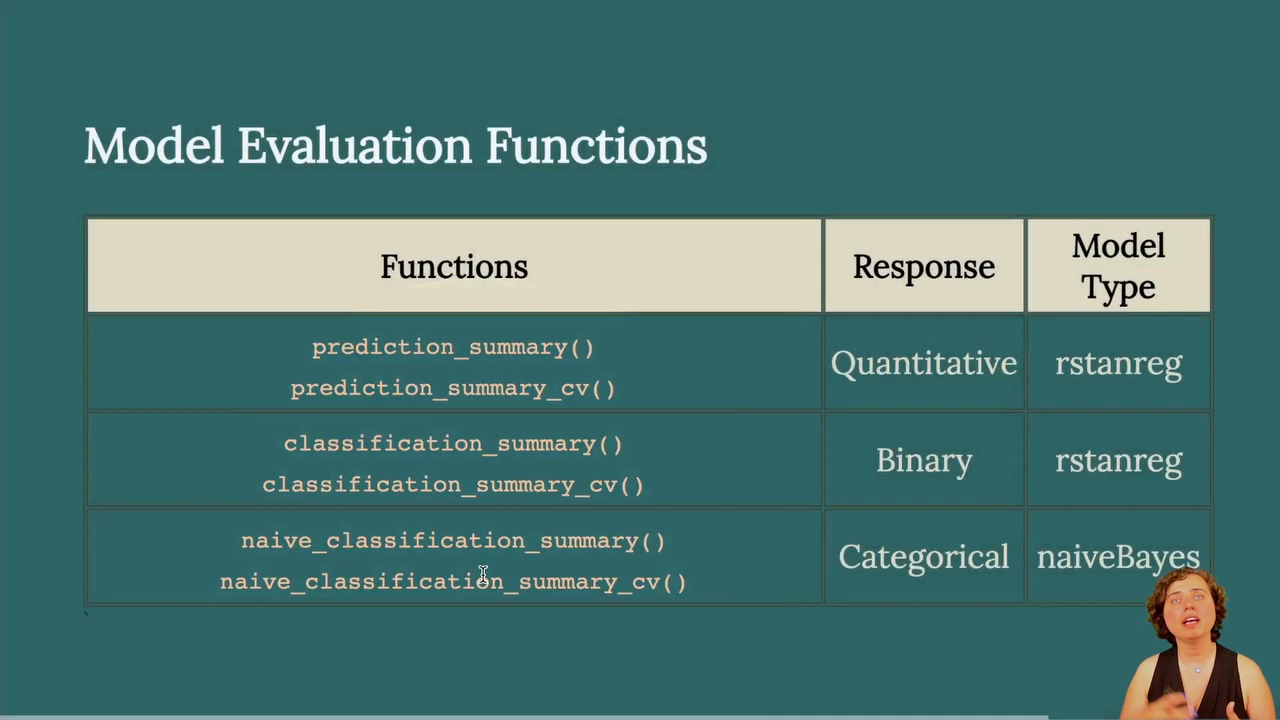 Model Evaluation Functions
Functions
Response
Model
Type
prediction_summary()
prediction_summary_cv()
Quantitative
rstanreg
classification_summary()
classification_summary_cv()
Binary
rstanreg
naive_classification_summary()
naive_classification_summary_cv()
Categorical
naiveBayes